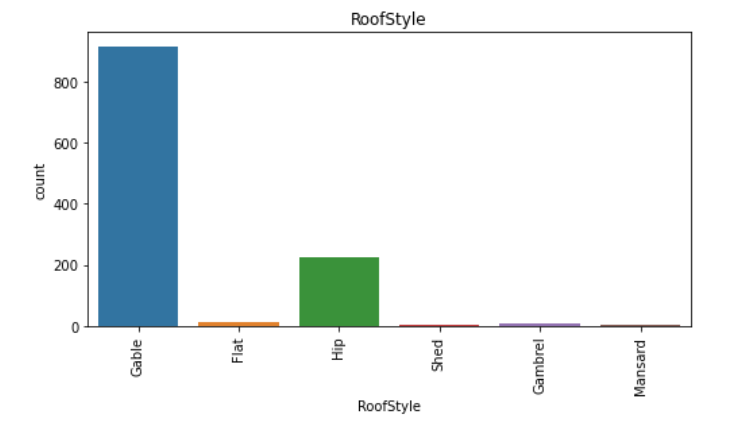 RoofStyle
800
600
400
200
0
count
Gable
Flat
Hip
Shed
Gambrel
Mansard
RoofStyle